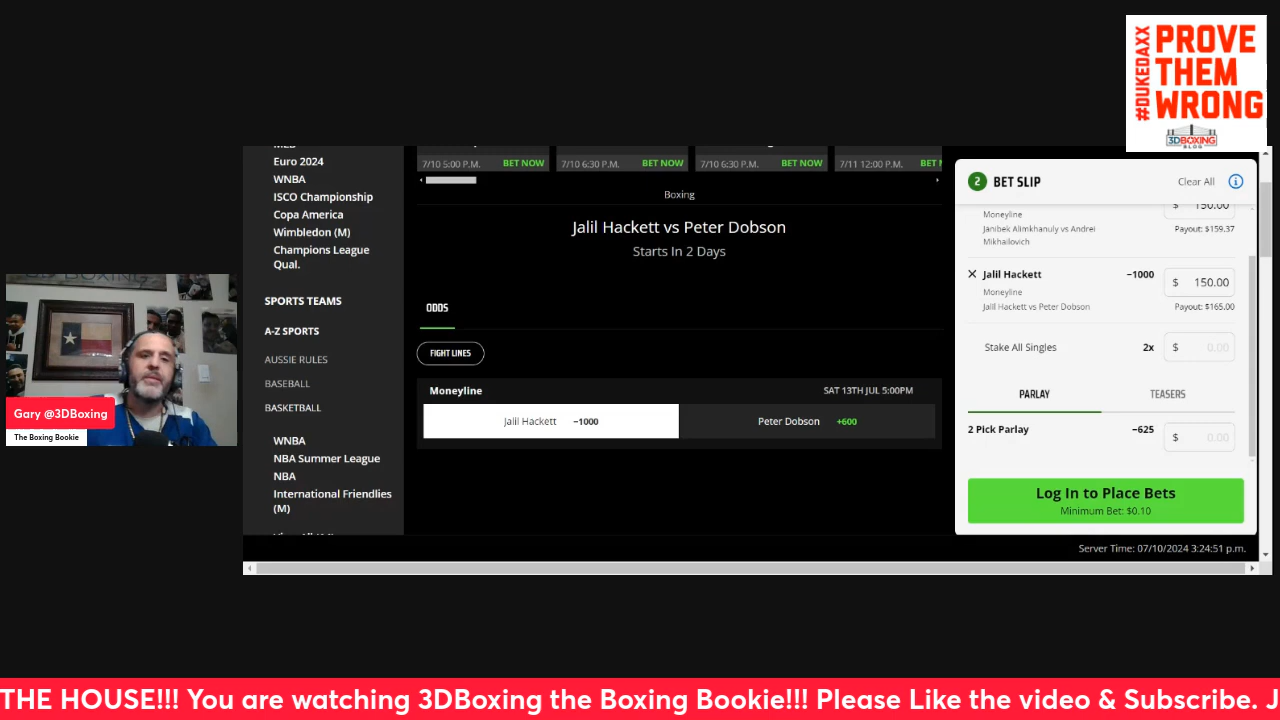 #DUKEDAXX
PROVE
THEM
WRONG
3DBOXING
BLOG
Euro 2024
WNBA
ISCO Championship
Copa America
Wimbledon (M)
Champions League
Qual.
SPORTS TEAMS
A-Z SPORTS
AUSSIE RULES
BASEBALL
BASKETBALL
WNBA
NBA Summer League
NBA
International Friendlies
(M)
7/10 5:00 P.M. BET NOW
7/10 6:30 P.M. BET NOW
7/10 6:30 P.M. BET NOW
7/11 12:00 P.M. BET
Boxing
Jalil Hackett vs Peter Dobson
Starts In 2 Days
ODDS
FIGHT LINES
Moneyline SAT 13TH JUL 5:00PM
Jalil Hackett −1000 Peter Dobson +600
2 BET SLIP Clear All
$ 150.00
Moneyline
Janibek Alimkhanuly vs Andrei
Mikhailovich
Payout: $159.37
Jalil Hackett −1000 $ 150.00
Moneyline
Jalil Hackett vs Peter Dobson Payout: $165.00
Stake All Singles 2x $ 0.00
PARLAY TEASERS
2 Pick Parlay −625 $ 0.00
Log In to Place Bets
Minimum Bet: $0.10
Server Time: 07/10/2024 3:24:51 p.m.
Gary @3DBoxing
The Boxing Bookie
THE HOUSE!!! You are watching 3DBoxing the Boxing Bookie!!! Please Like the video & Subscribe. J